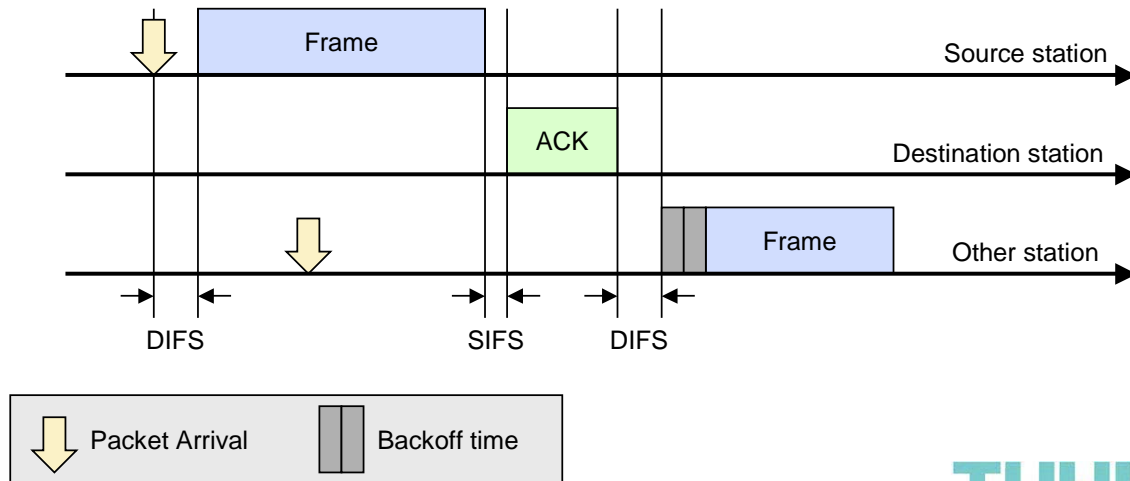 Frame
Source station
ACK
Destination station
Frame
Other station
DIFS
SIFS
DIFS
Packet Arrival
Backoff time